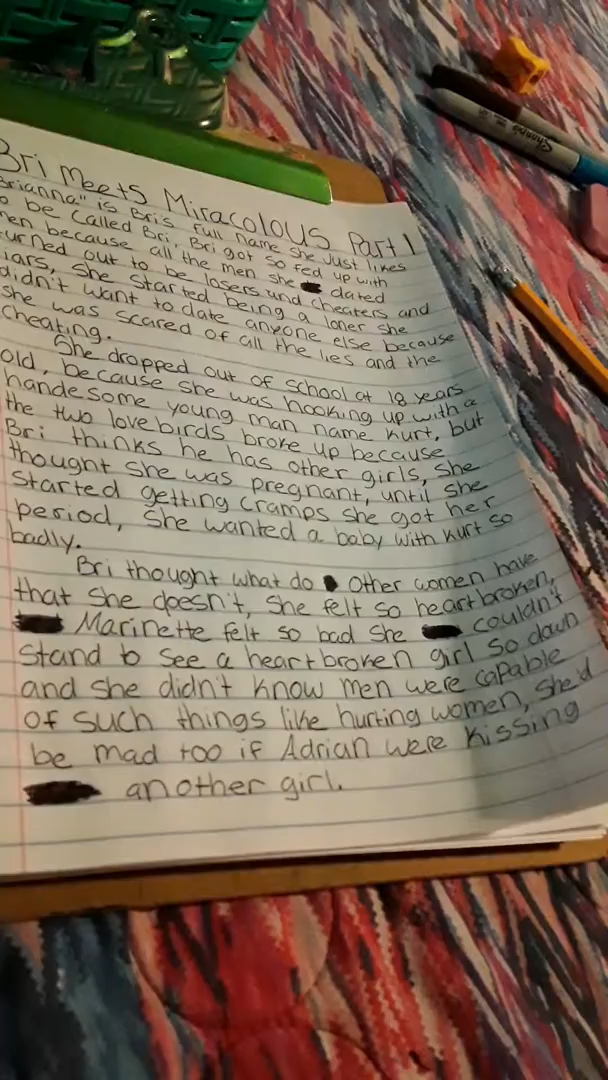 Bri Meets Miracolous Part 1
Brianna" is Bri's full name she just likes
to be called Bri, Bri got so fed up with
men because all the men she dated
turned out to be losers and cheaters and
liars, she started being a loner she
didn't want to date anyone else because
she was scared of all the lies and the
cheating.
She dropped out of school at 18 years
old, because she was hooking up with a
handesome young man name Kurt, but
the two lovebirds broke up because
Bri thinks he has other girls, she
thought she was pregnant, until she
started getting cramps she got her
period, She wanted a baby with Kurt so
badly.
Bri thought what do other women have
that she doesn't, She felt so heartbroken,
Marinette felt so bad she couldn't
stand to see a heartbroken girl so down
and she didn't know men were capable
of such things like hurting women, she'd
be mad too if Adrian were kissing
another girl.
Sharpie